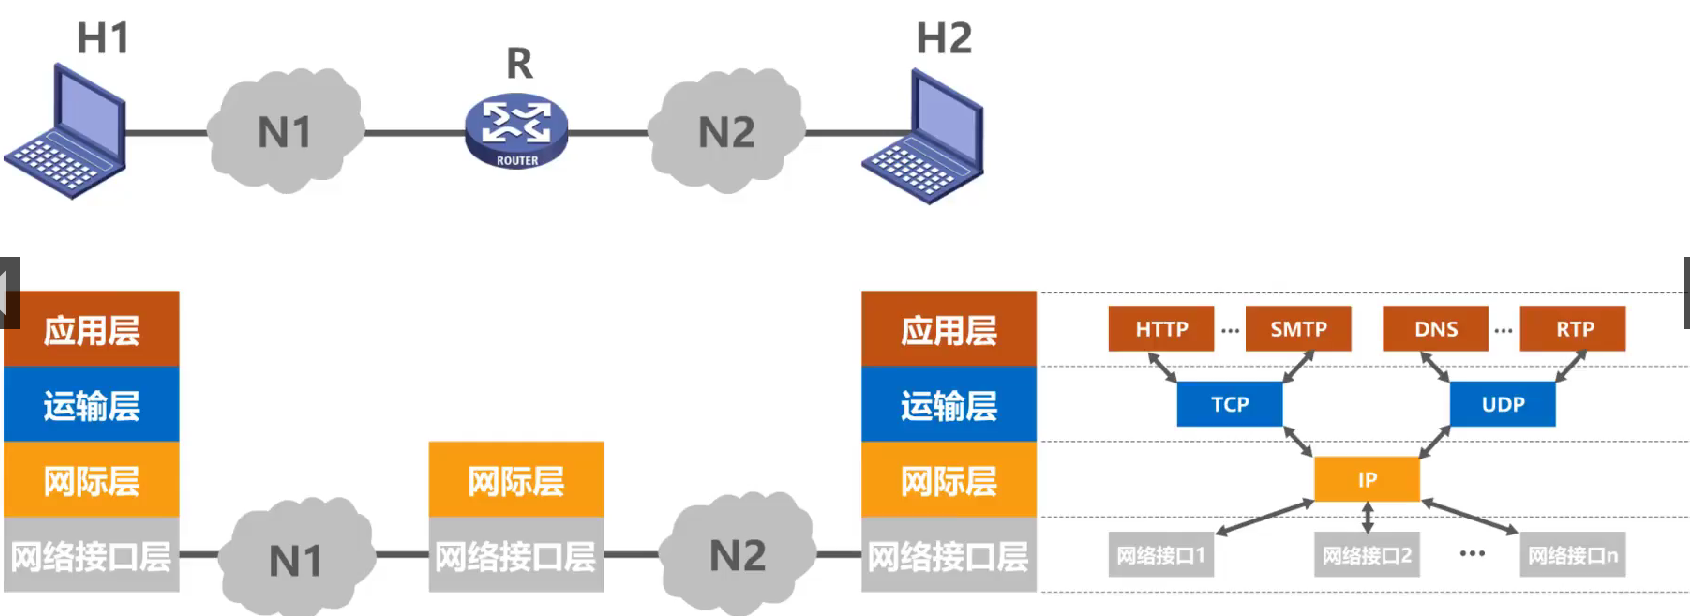 H1
R
H2
N1
ROUTER
N2
应用层
运输层
网际层
网络接口层
N1
网际层
网络接口层
N2
应用层
运输层
网际层
网络接口层
HTTP ··· SMTP DNS ··· RTP
TCP UDP
IP
网络接口1 网络接口2 ··· 网络接口n